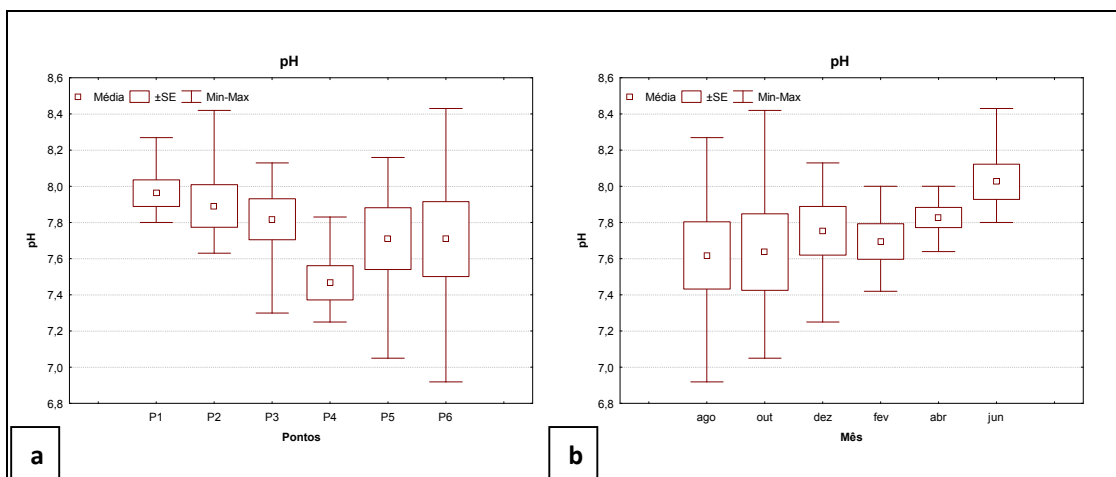 pH
Média ±SE Min-Max
8,6
8,4
8,2
8,0
7,8
7,6
7,4
7,2
7,0
6,8
pH
P1 P2 P3 P4 P5 P6
Pontos
a
pH
Média ±SE Min-Max
8,6
8,4
8,2
8,0
7,8
7,6
7,4
7,2
7,0
6,8
pH
ago out dez fev abr jun
Mês
b